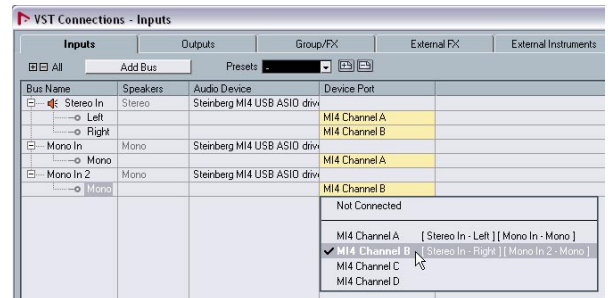 VST Connections - Inputs
Inputs Outputs Group/FX External FX External Instruments
All Add Bus Presets -
Bus Name Speakers Audio Device Device Port
Stereo In Stereo Steinberg MI4 USB ASIO driv
Left MI4 Channel A
Right MI4 Channel B
Mono In Mono Steinberg MI4 USB ASIO driv
Mono MI4 Channel A
Mono In 2 Mono Steinberg MI4 USB ASIO driv
Mono MI4 Channel B
Not Connected
MI4 Channel A [ Stereo In - Left ] [ Mono In - Mono ]
MI4 Channel B [ Stereo In - Right ] [ Mono In 2 - Mono ]
MI4 Channel C
MI4 Channel D